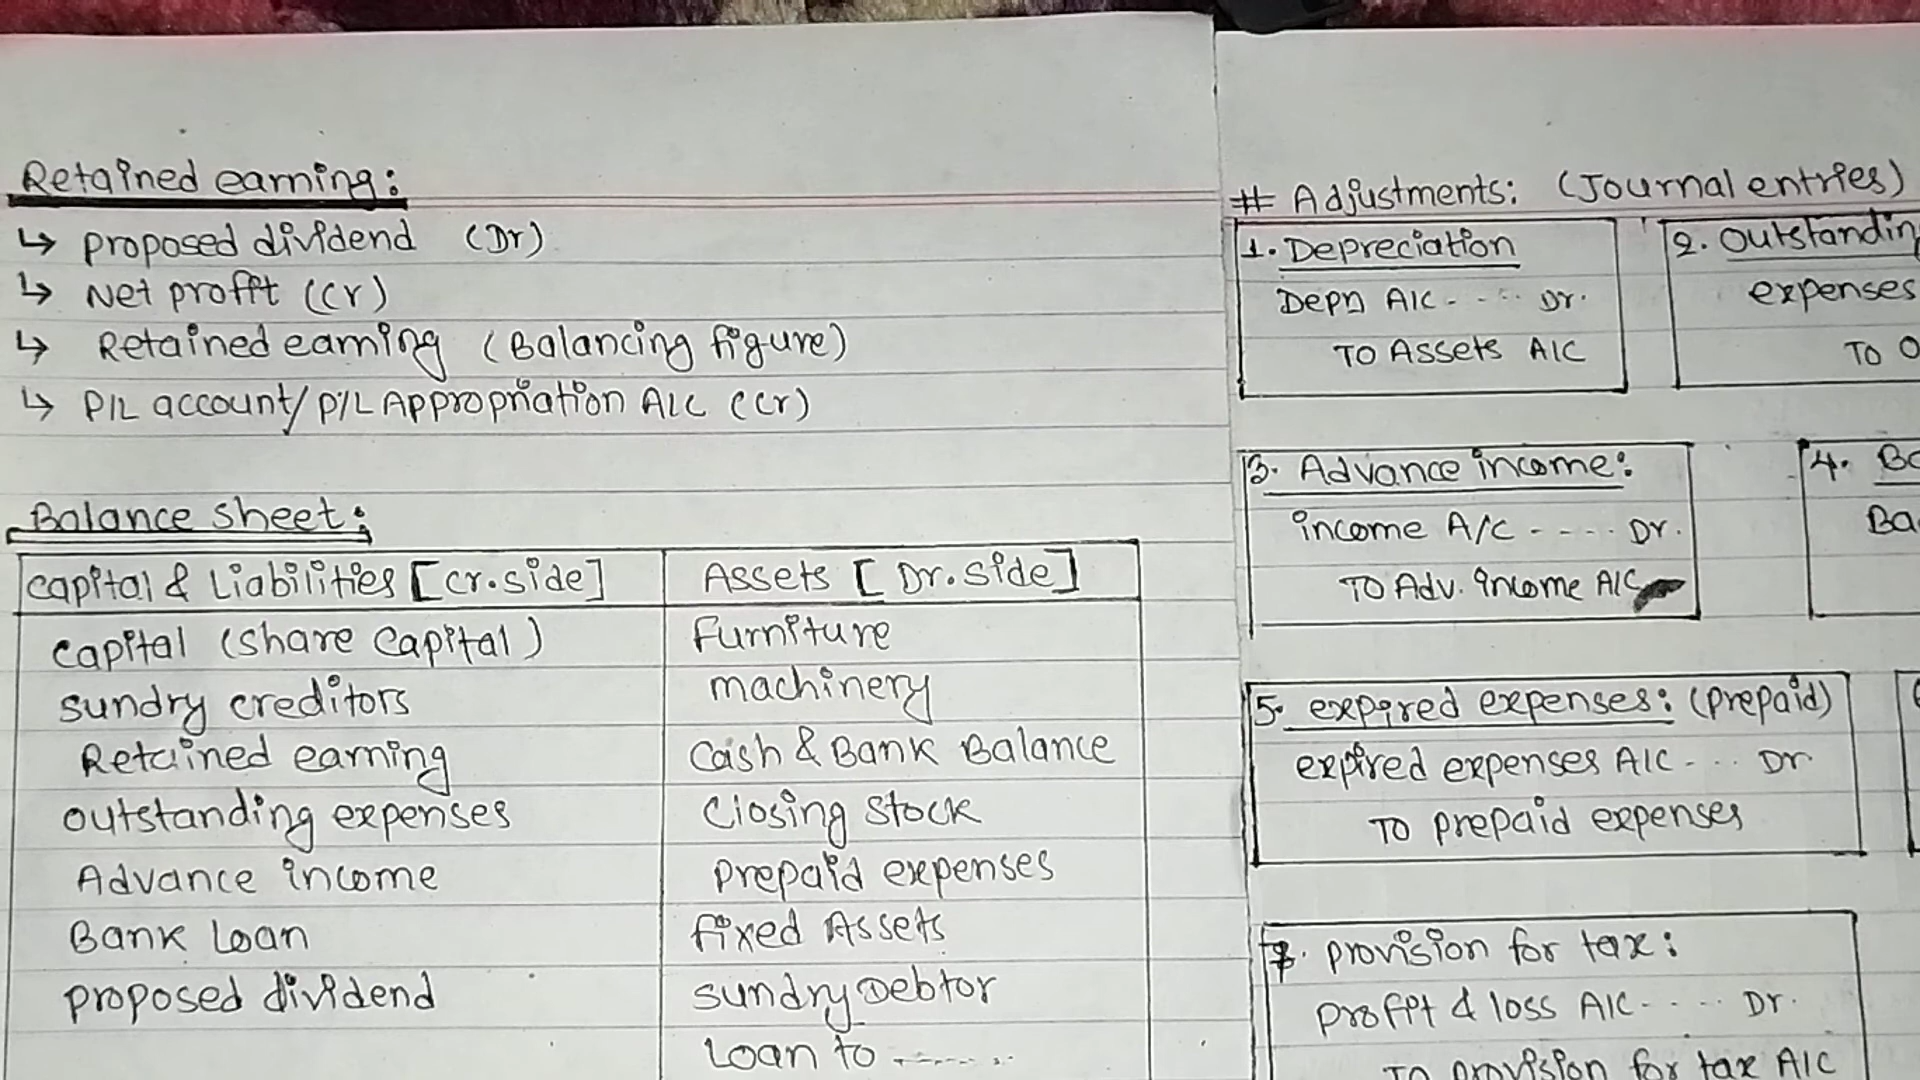 Retained earning:
↳ proposed dividend (Dr)
↳ Net profit (Cr)
↳ Retained earning (Balancing figure)
↳ P/L account/P/L Appropriation A/C (Cr)
Balance sheet:
Capital & Liabilities [Cr.side] Assets [Dr.side]
Capital (share capital) Furniture
sundry creditors machinery
Retained earning Cash & Bank Balance
outstanding expenses Closing stock
Advance income prepaid expenses
Bank Loan fixed Assets
proposed dividend sundry Debtor
Loan to ........
# Adjustments: (Journal entries)
1. Depreciation
Depn A/C - - - - Dr.
To Assets A/C
2. Outstandin
expenses
To O
3. Advance income:
income A/C - - - - Dr.
To Adv. income A/C
4. Ba
Ba
5. expired expenses: (prepaid)
expired expenses A/C - - - Dr
To prepaid expenses
7. provision for tax:
profit & loss A/C - - - - Dr.
To provision for tax A/C